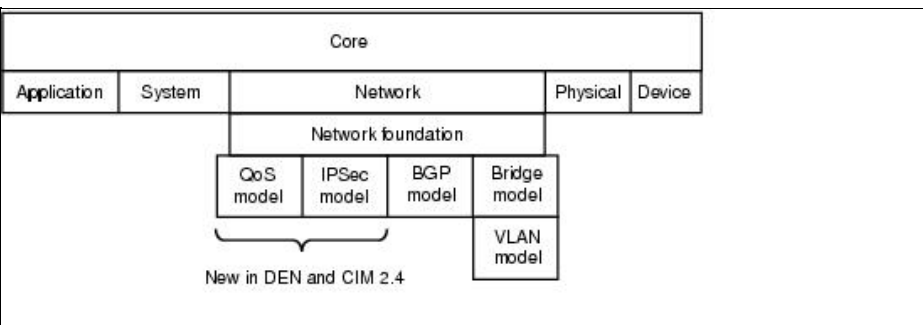 Core
Application System Network Physical Device
Network foundation
QoS model
IPSec model
BGP model
Bridge model
VLAN model
New in DEN and CIM 2.4